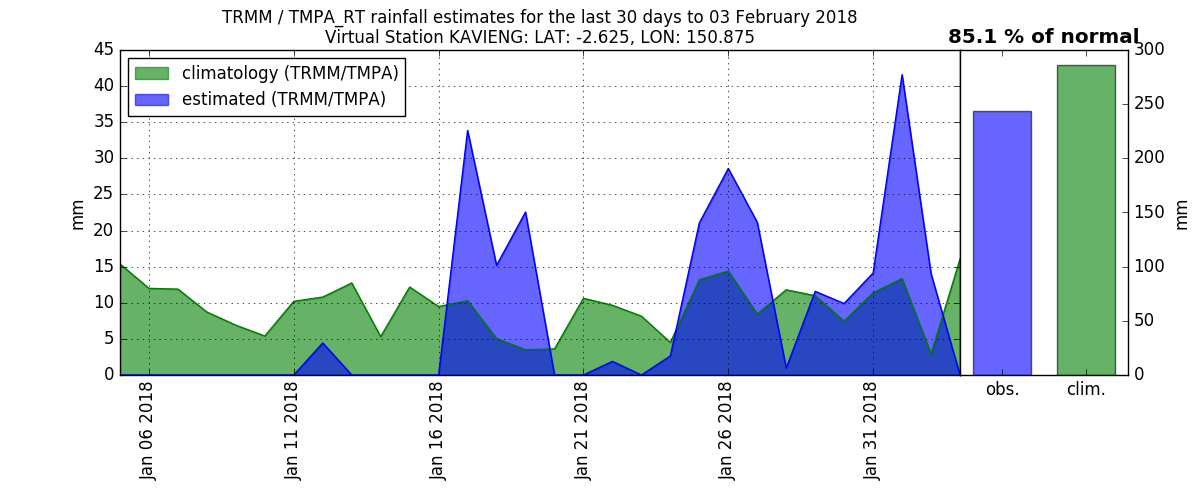 TRMM / TMPA_RT rainfall estimates for the last 30 days to 03 February 2018
Virtual Station KAVIENG: LAT: -2.625, LON: 150.875
85.1 % of normal
climatology (TRMM/TMPA)
estimated (TRMM/TMPA)
mm
45
40
35
30
25
20
15
10
5
0
Jan 06 2018
Jan 11 2018
Jan 16 2018
Jan 21 2018
Jan 26 2018
Jan 31 2018
obs.
clim.
300
250
200
150
100
50
0
mm